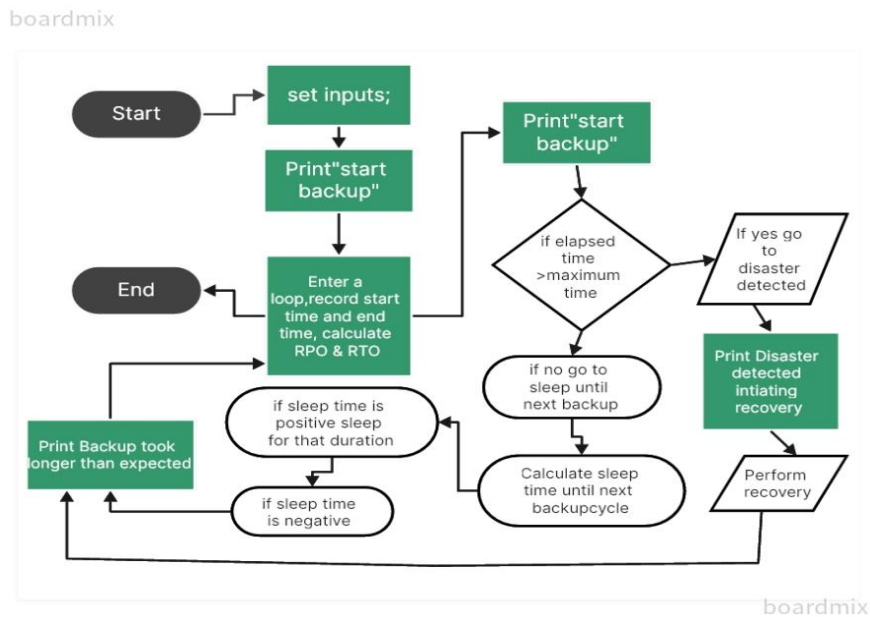 boardmix
Start
set inputs;
Print"start
backup"
Enter a
loop,record start
time and end
time, calculate
RPO & RTO
End
Print"start
backup"
if elapsed
time
>maximum
time
If yes go
to
disaster
detected
Print Disaster
detected
intiating
recovery
Perform
recovery
if no go to
sleep until
next backup
Calculate sleep
time until next
backupcycle
if sleep time is
positive sleep
for that duration
if sleep time
is negative
Print Backup took
longer than expected
boardmix